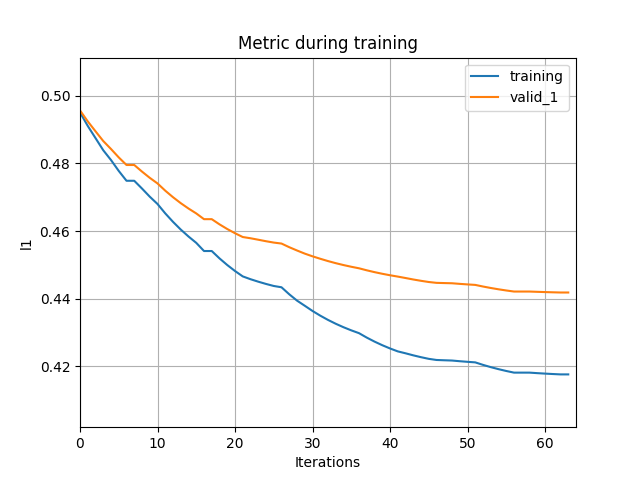 Metric during training
training
valid_1
0.50
0.48
0.46
0.44
0.42
l1
0 10 20 30 40 50 60
Iterations